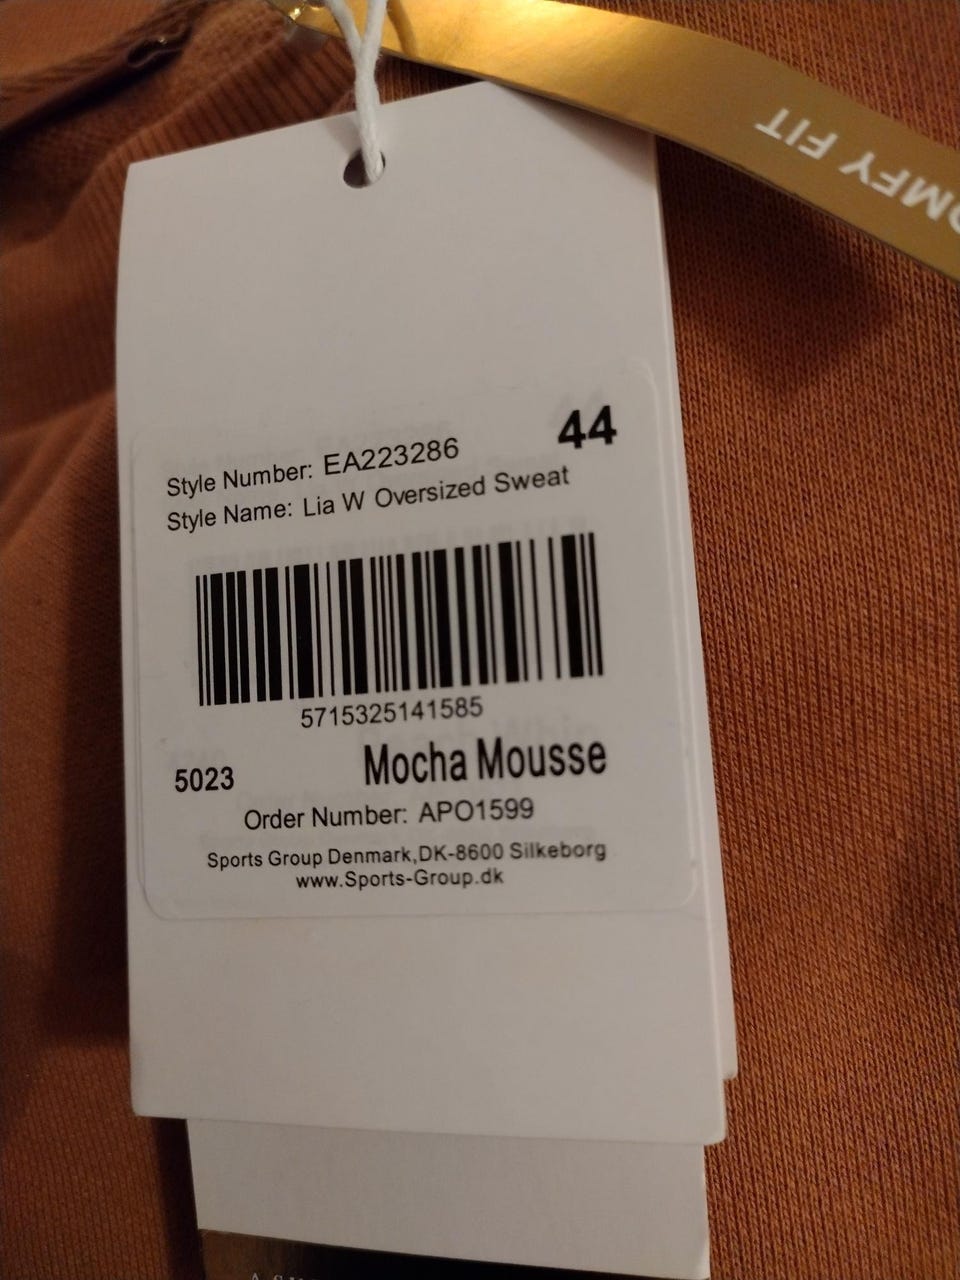 OMFY FIT
44
Style Number: EA223286
Style Name: Lia W Oversized Sweat
5715325141585
5023 Mocha Mousse
Order Number: APO1599
Sports Group Denmark,DK-8600 Silkeborg
www.Sports-Group.dk